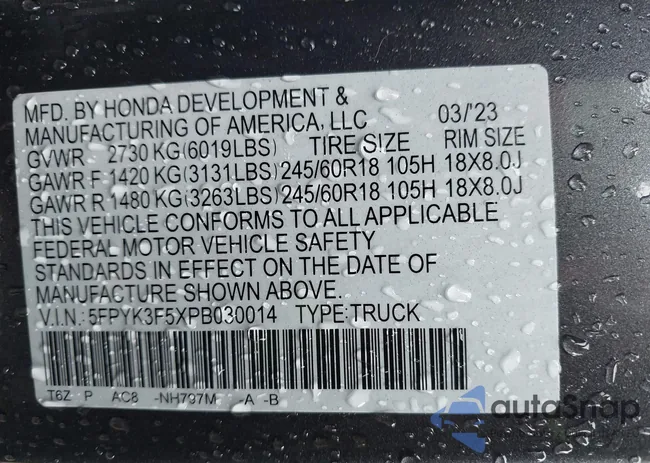 MFD. BY HONDA DEVELOPMENT &
MANUFACTURING OF AMERICA, LLC 03/'23
GVWR 2730 KG (6019LBS) TIRE SIZE RIM SIZE
GAWR F 1420 KG (3131LBS) 245/60R18 105H 18X8.0J
GAWR R 1480 KG (3263LBS) 245/60R18 105H 18X8.0J
THIS VEHICLE CONFORMS TO ALL APPLICABLE
FEDERAL MOTOR VEHICLE SAFETY
STANDARDS IN EFFECT ON THE DATE OF
MANUFACTURE SHOWN ABOVE.
V.I.N.: 5FPYK3F5XPB030014 TYPE:TRUCK
T6Z P AC8 -NH797M -A -B
autoSnap